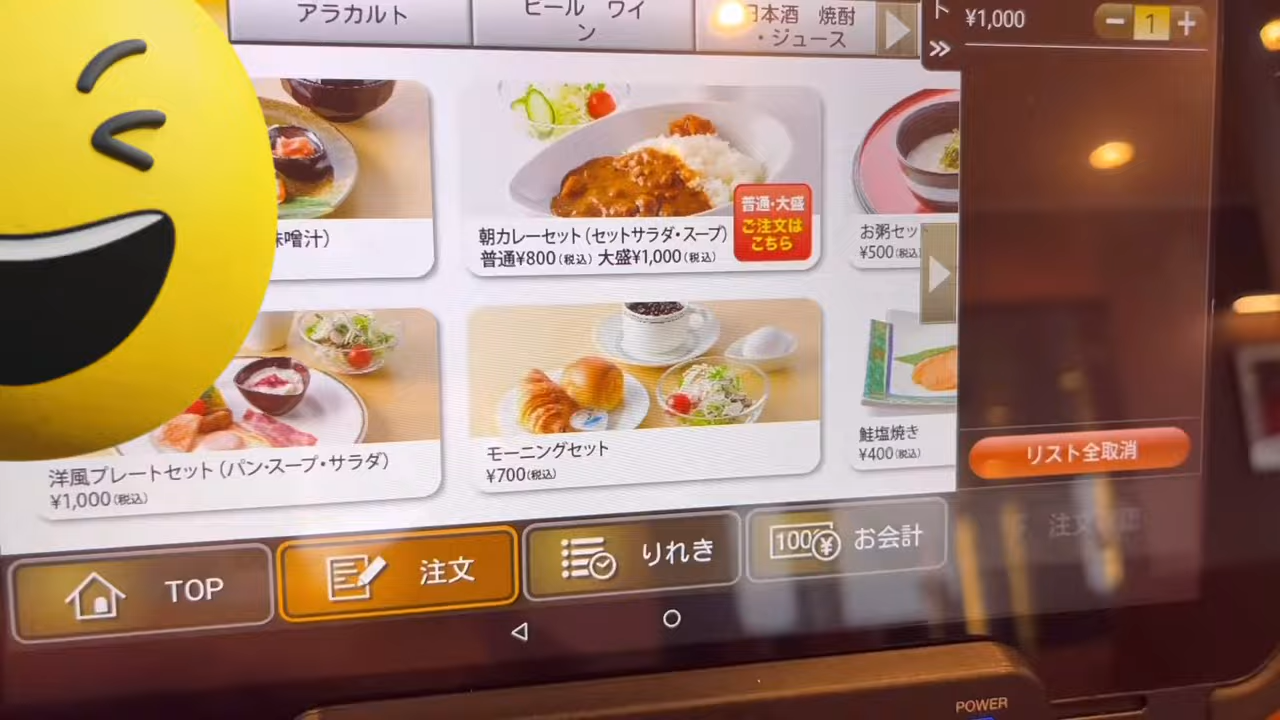 アラカルト
ビール ワイ
ン
日本酒 焼酎
・ジュース
ト
¥1,000
− 1 +
»
味噌汁）
朝カレーセット（セットサラダ・スープ）
普通¥800（税込） 大盛¥1,000（税込）
普通・大盛
ご注文は
こちら
お粥セッ
¥500（税込）
洋風プレートセット（パン・スープ・サラダ）
¥1,000（税込）
モーニングセット
¥700（税込）
鮭塩焼き
¥400（税込）
リスト全取消
TOP
注文
りれき
100 ¥
お会計
注文
POWER